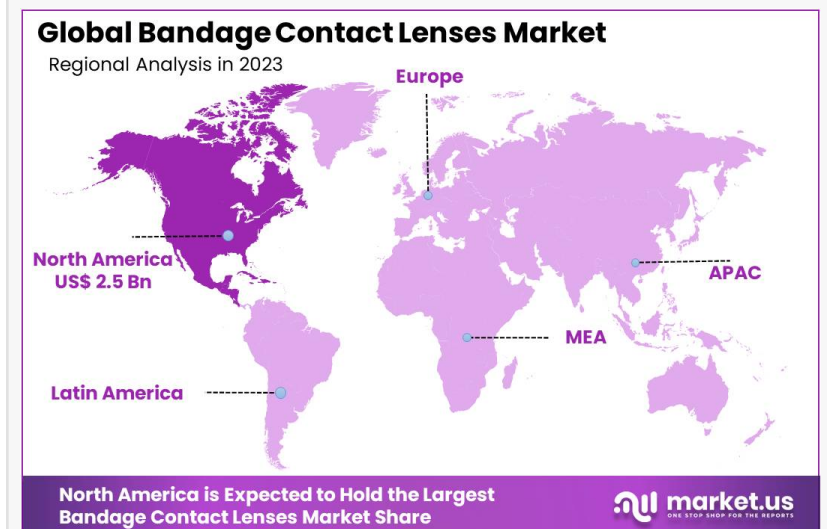 Global Bandage Contact Lenses Market
Regional Analysis in 2023
Europe
North America
US$ 2.5 Bn
APAC
MEA
Latin America
North America is Expected to Hold the Largest
Bandage Contact Lenses Market Share
market.us
ONE STOP SHOP FOR THE REPORTS